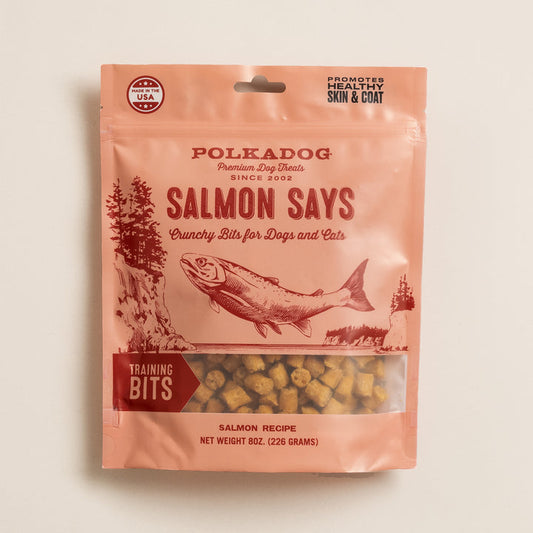 MADE IN THE
USA
PROMOTES
HEALTHY
SKIN & COAT
POLKADOG
Premium Dog Treats
SINCE 2002
SALMON SAYS
Crunchy Bits for Dogs and Cats
TRAINING
BITS
SALMON RECIPE
NET WEIGHT 8OZ. (226 GRAMS)